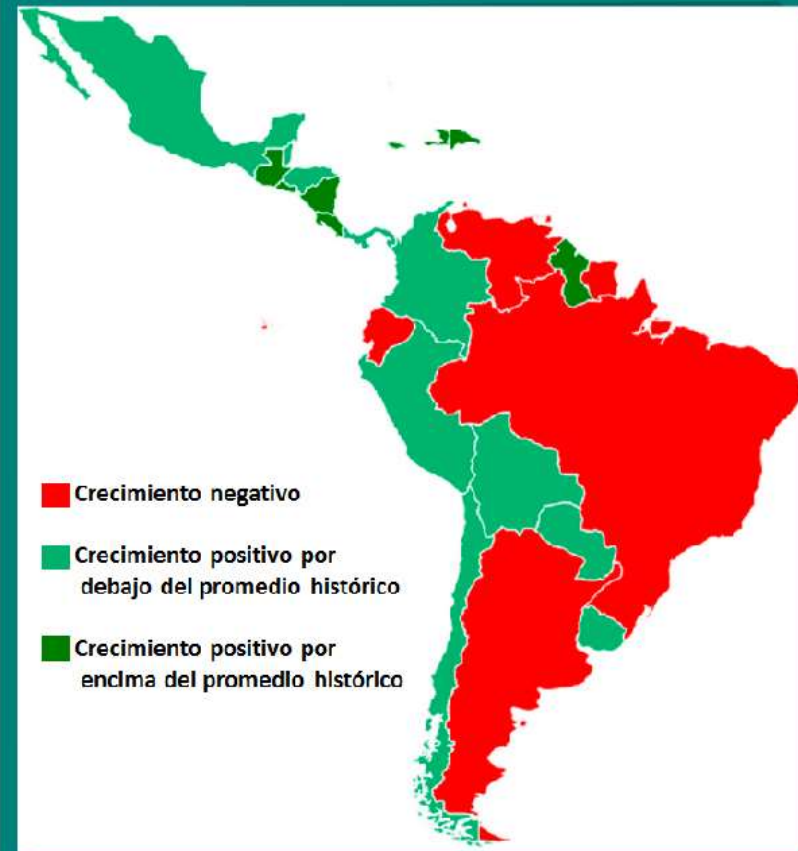 Crecimiento negativo
Crecimiento positivo por
debajo del promedio histórico
Crecimiento positivo por
encima del promedio histórico